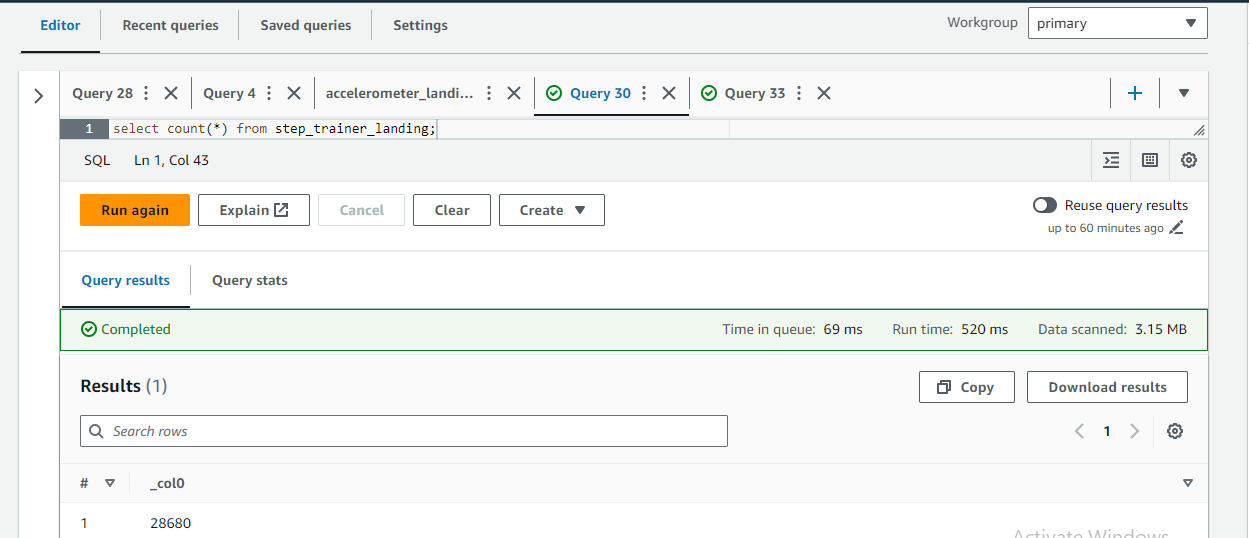 Editor Recent queries Saved queries Settings Workgroup primary
Query 28 Query 4 accelerometer_landi... Query 30 Query 33
1 select count(*) from step_trainer_landing;
SQL Ln 1, Col 43
Run again Explain Cancel Clear Create Reuse query results
up to 60 minutes ago
Query results Query stats
Completed Time in queue: 69 ms Run time: 520 ms Data scanned: 3.15 MB
Results (1) Copy Download results
Search rows 1
# _col0
1 28680
Activate Windows